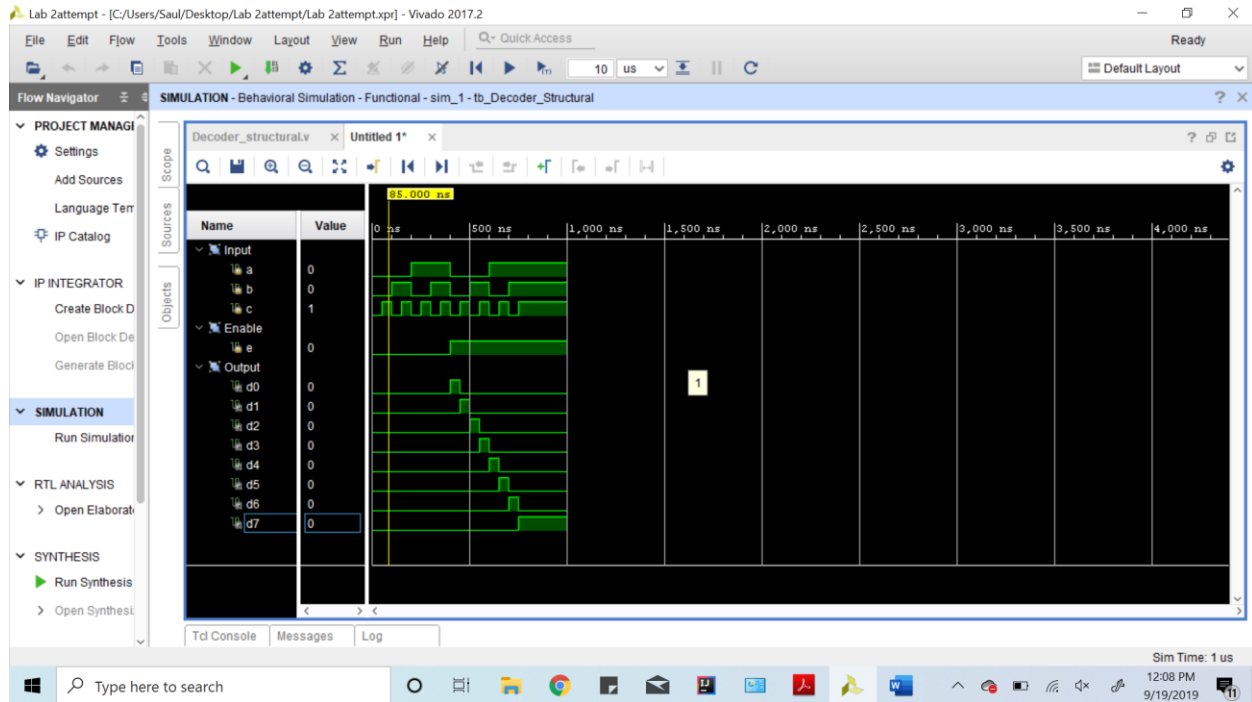 Lab 2attempt - [C:/Users/Saul/Desktop/Lab 2attempt/Lab 2attempt.xpr] - Vivado 2017.2
File Edit Flow Tools Window Layout View Run Help Quick Access Ready
10 us Default Layout
Flow Navigator SIMULATION - Behavioral Simulation - Functional - sim_1 - tb_Decoder_Structural
PROJECT MANAGE
Settings
Add Sources
Language Tem
IP Catalog
IP INTEGRATOR
Create Block D
Open Block De
Generate Block
SIMULATION
Run Simulation
RTL ANALYSIS
Open Elaborate
SYNTHESIS
Run Synthesis
Open Synthesi
Scope
Sources
Objects
Decoder_structural.v Untitled 1*
85.000 ns
Name Value 0 ns 500 ns 1,000 ns 1,500 ns 2,000 ns 2,500 ns 3,000 ns 3,500 ns 4,000 ns
Input
a 0
b 0
c 1
Enable
e 0
Output
d0 0
1
d1 0
d2 0
d3 0
d4 0
d5 0
d6 0
d7 0
Tcl Console Messages Log
Sim Time: 1 us
Type here to search
12:08 PM
9/19/2019
11